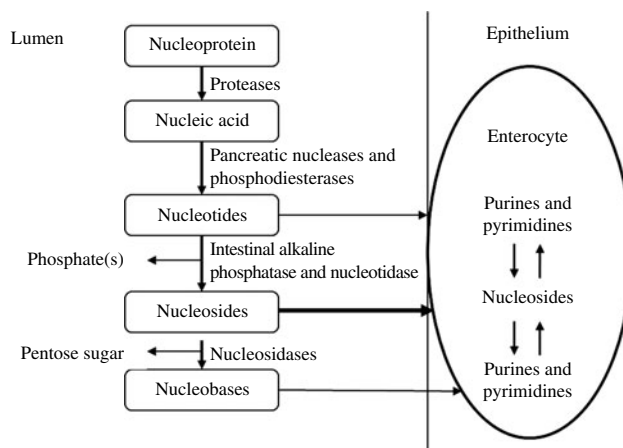 Lumen
Epithelium
Nucleoprotein
Proteases
Nucleic acid
Enterocyte
Pancreatic nucleases and
phosphodiesterases
Nucleotides
Purines and
pyrimidines
Phosphate(s)
Intestinal alkaline
phosphatase and nucleotidase
Nucleosides
Nucleosides
Pentose sugar
Nucleosidases
Nucleobases
Purines and
pyrimidines